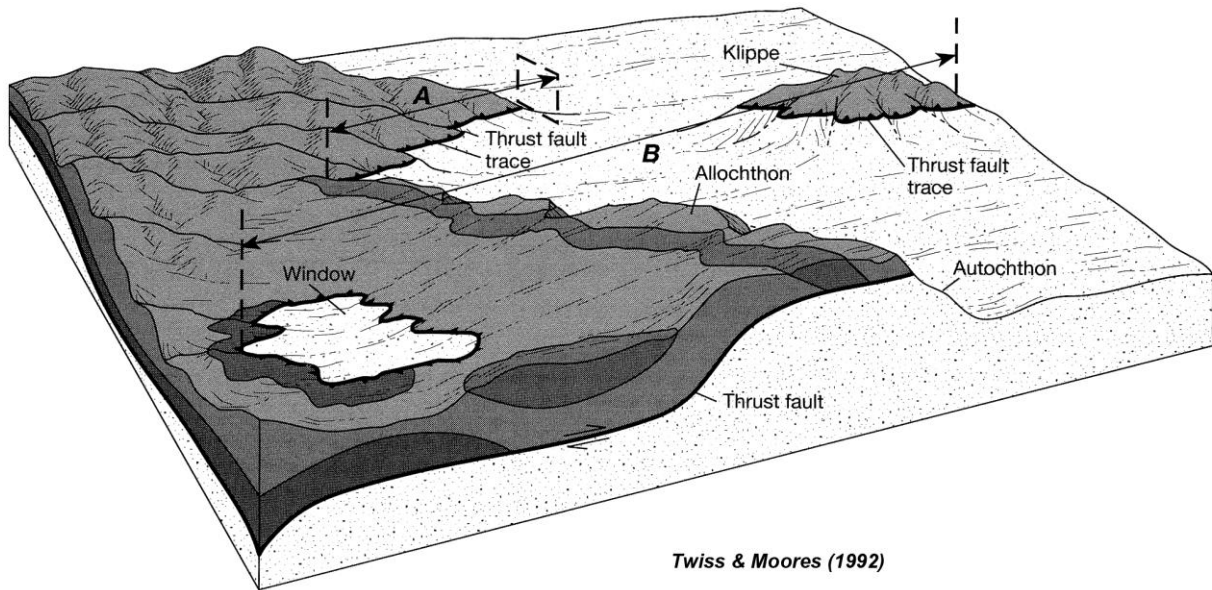 Klippe
A
Thrust fault
trace
B
Thrust fault
trace
Allochthon
Autochthon
Window
Thrust fault
Twiss & Moores (1992)